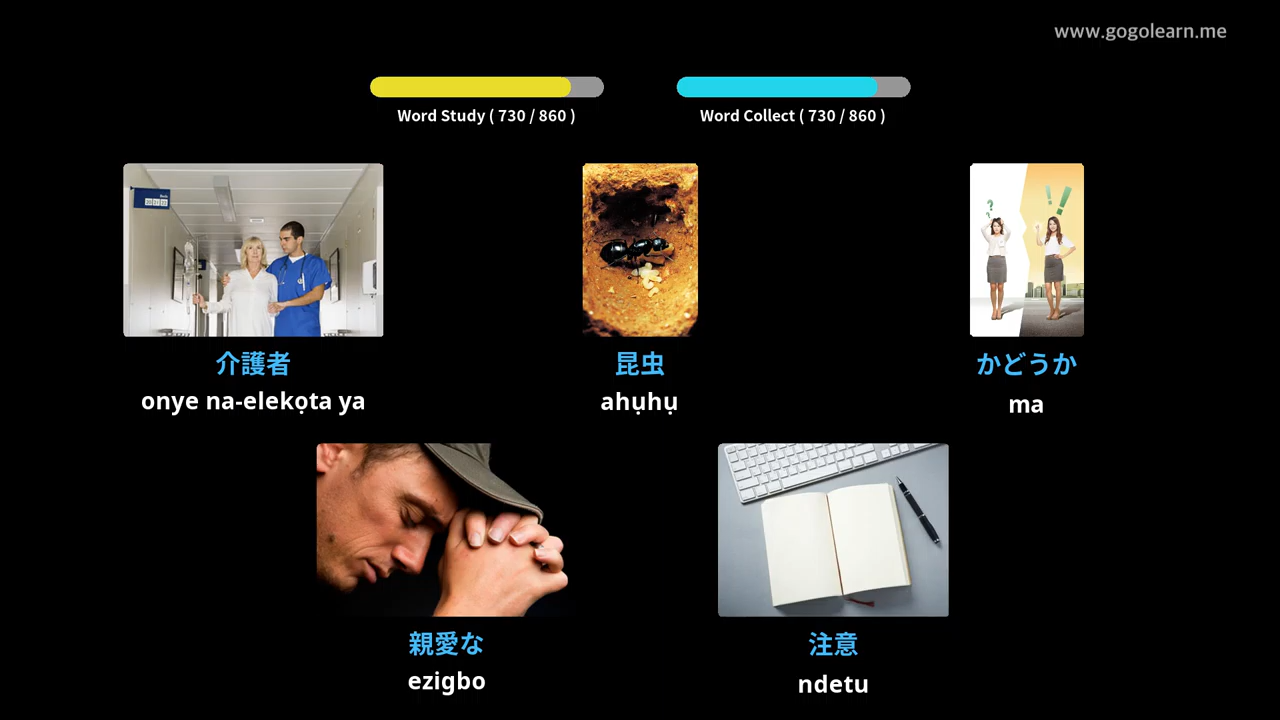 www.gogolearn.me
Word Study ( 730 / 860 )
Word Collect ( 730 / 860 )
介護者
onye na-elekọta ya
昆虫
ahụhụ
かどうか
ma
親愛な
ezigbo
注意
ndetu